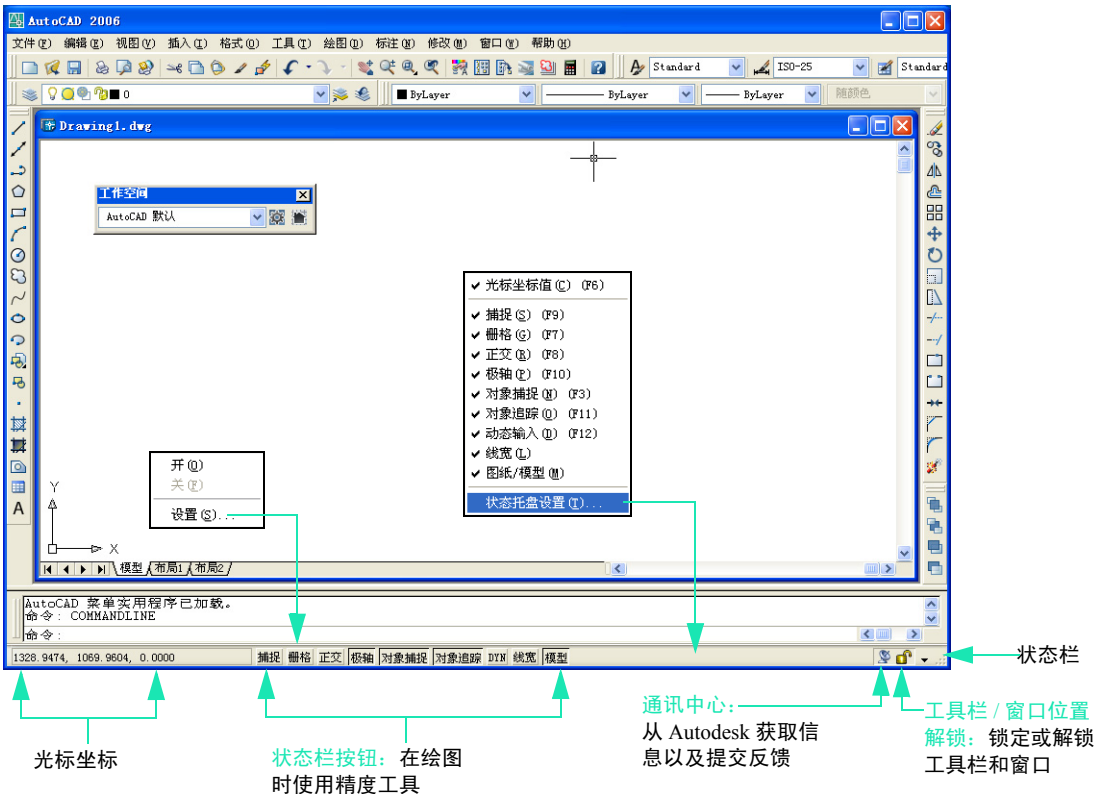 AutoCAD 2006
文件(F) 编辑(E) 视图(V) 插入(I) 格式(O) 工具(T) 绘图(D) 标注(N) 修改(M) 窗口(W) 帮助(H)
Standard ISO-25 Standard
0 ByLayer ByLayer ByLayer 随颜色
Drawing1.dwg
工作空间
AutoCAD 默认
光标坐标值(C) (F6)
捕捉(S) (F9)
栅格(G) (F7)
正交(R) (F8)
极轴(P) (F10)
对象捕捉(N) (F3)
对象追踪(O) (F11)
动态输入(D) (F12)
线宽(L)
图纸/模型(M)
状态托盘设置(T)...
开(O)
关(F)
设置(S)...
Y
X
A
模型 布局1 布局2
AutoCAD 菜单实用程序已加载。
命令: COMMANDLINE
命令:
1328.9474, 1069.9604, 0.0000 捕捉 栅格 正交 极轴 对象捕捉 对象追踪 DYN 线宽 模型
状态栏
光标坐标
状态栏按钮：在绘图
时使用精度工具
通讯中心：
从 Autodesk 获取信
息以及提交反馈
工具栏 / 窗口位置
解锁：锁定或解锁
工具栏和窗口